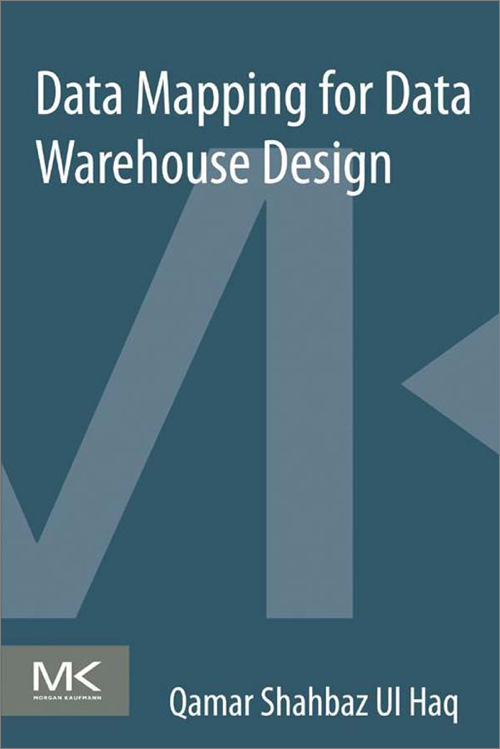 Data Mapping for Data
Warehouse Design
MK
MORGAN KAUFMANN
Qamar Shahbaz Ul Haq